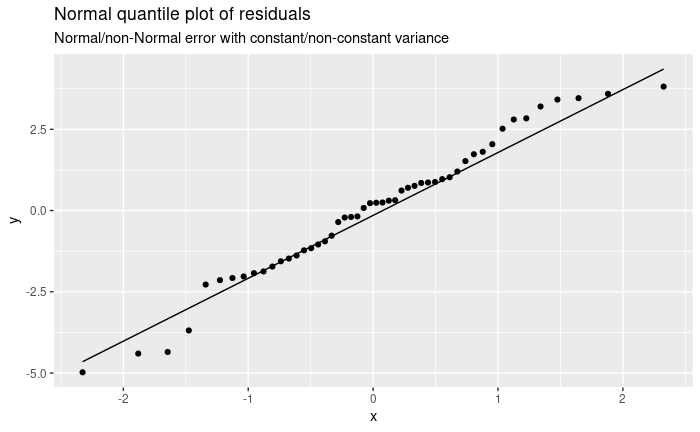 Normal quantile plot of residuals
Normal/non-Normal error with constant/non-constant variance
y
2.5
0.0
-2.5
-5.0
-2
-1
0
1
2
x